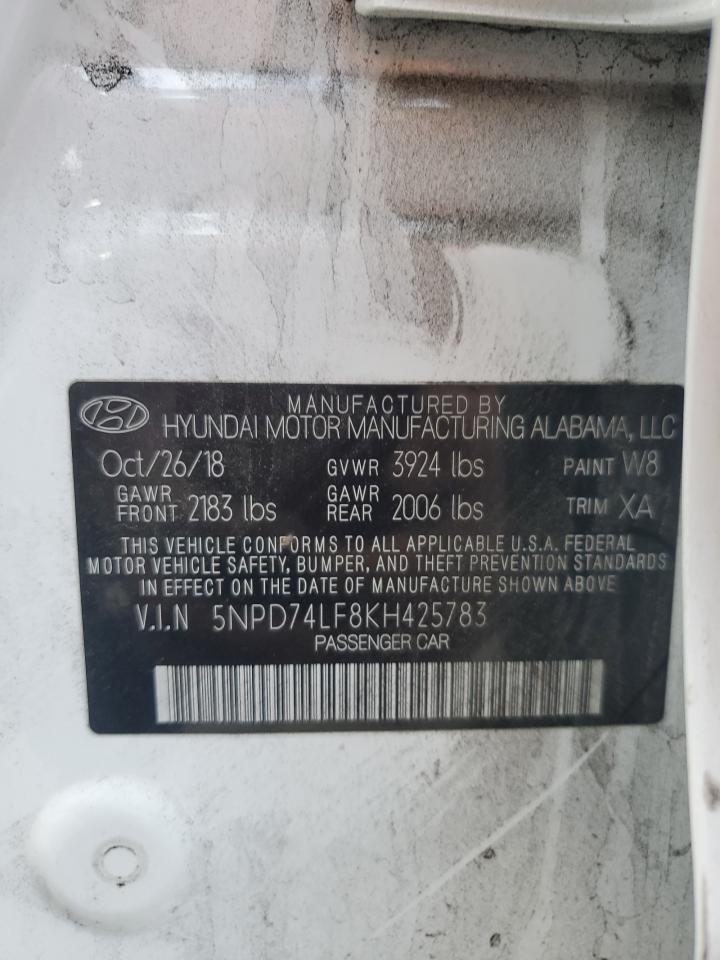 MANUFACTURED BY
HYUNDAI MOTOR MANUFACTURING ALABAMA, LLC
Oct/26/18 GVWR 3924 lbs PAINT W8
GAWR FRONT 2183 lbs GAWR REAR 2006 lbs TRIM XA
THIS VEHICLE CONFORMS TO ALL APPLICABLE U.S.A. FEDERAL
MOTOR VEHICLE SAFETY, BUMPER, AND THEFT PREVENTION STANDARDS
IN EFFECT ON THE DATE OF MANUFACTURE SHOWN ABOVE
V.I.N 5NPD74LF8KH425783
PASSENGER CAR